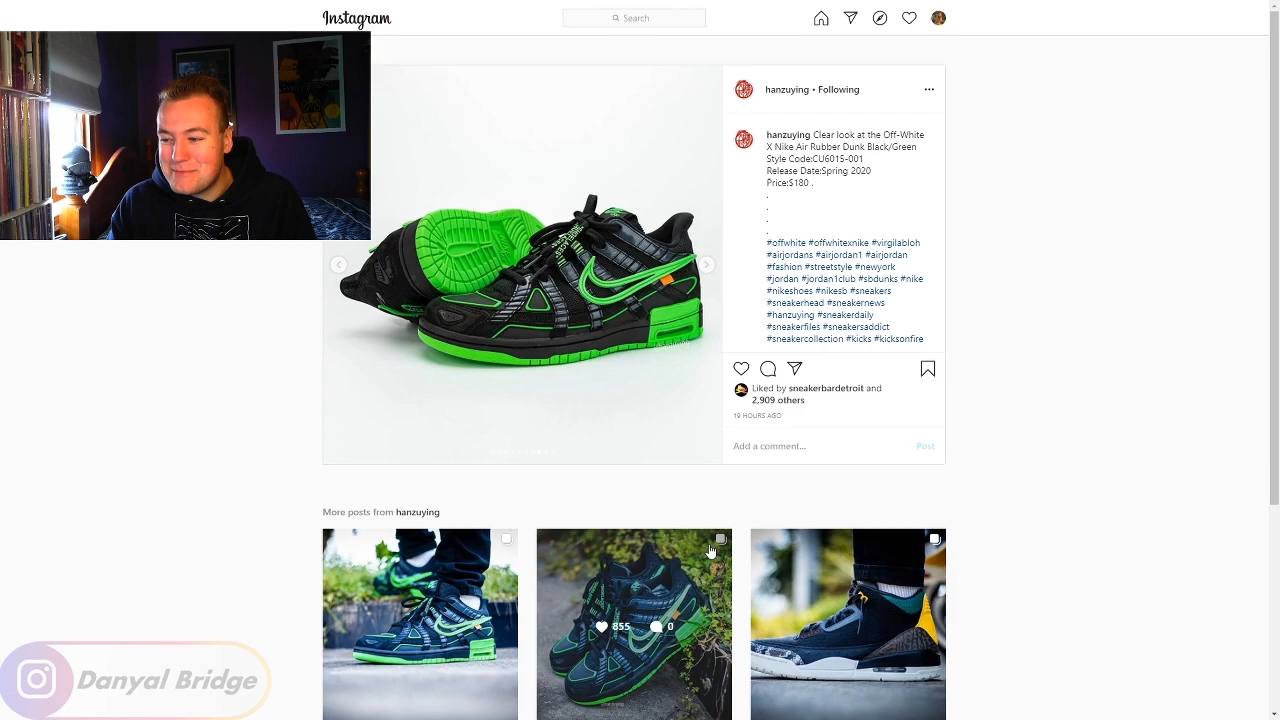 Instagram
Search
hanzuying • Following
hanzuying Clear look at the Off-White
X Nike Air Rubber Dunk Black/Green
Style Code:CU6015-001
Release Date:Spring 2020
Price:$180 .
.
.
.
.
#offwhite #offwhitexnike #virgilabloh
#airjordans #airjordan1 #airjordan
#fashion #streetstyle #newyork
#jordan #jordan1club #sbdunks #nike
#nikeshoes #nikesb #sneakers
#sneakerhead #sneakernews
#hanzuying #sneakerdaily
#sneakerfiles #sneakersaddict
#sneakercollection #kicks #kicksonfire
Liked by sneakerbardetroit and
2,909 others
19 HOURS AGO
Add a comment...
Post
More posts from hanzuying
855
0
Danyal Bridge